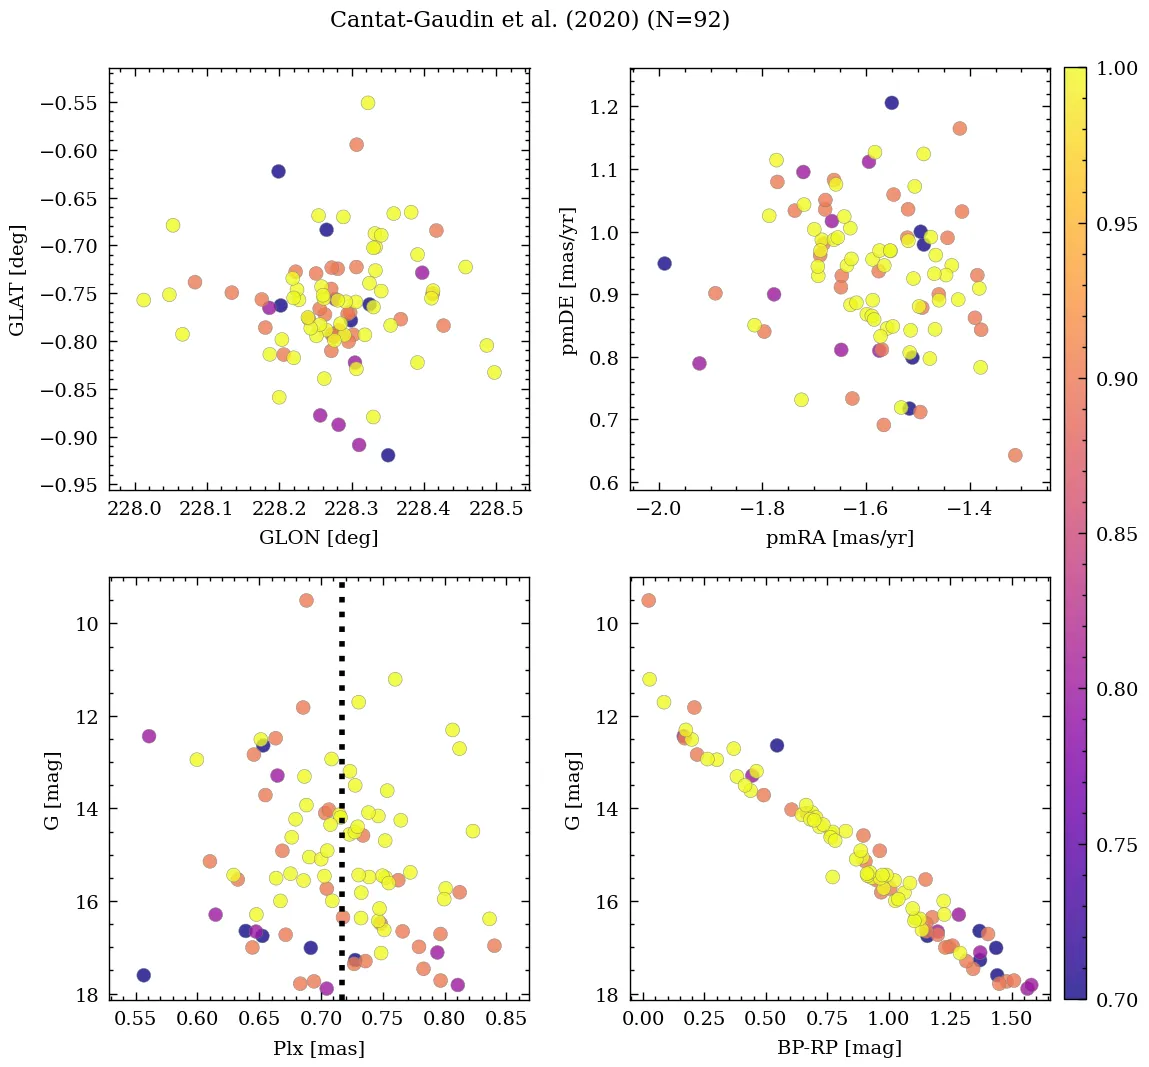 Cantat-Gaudin et al. (2020) (N=92)
−0.55
−0.60
−0.65
−0.70
−0.75
−0.80
−0.85
−0.90
−0.95
GLAT [deg]
228.0 228.1 228.2 228.3 228.4 228.5
GLON [deg]
1.2
1.1
1.0
0.9
0.8
0.7
0.6
pmDE [mas/yr]
−2.0 −1.8 −1.6 −1.4
pmRA [mas/yr]
10
12
14
16
18
G [mag]
0.55 0.60 0.65 0.70 0.75 0.80 0.85
Plx [mas]
10
12
14
16
18
G [mag]
0.00 0.25 0.50 0.75 1.00 1.25 1.50
BP-RP [mag]
1.00
0.95
0.90
0.85
0.80
0.75
0.70